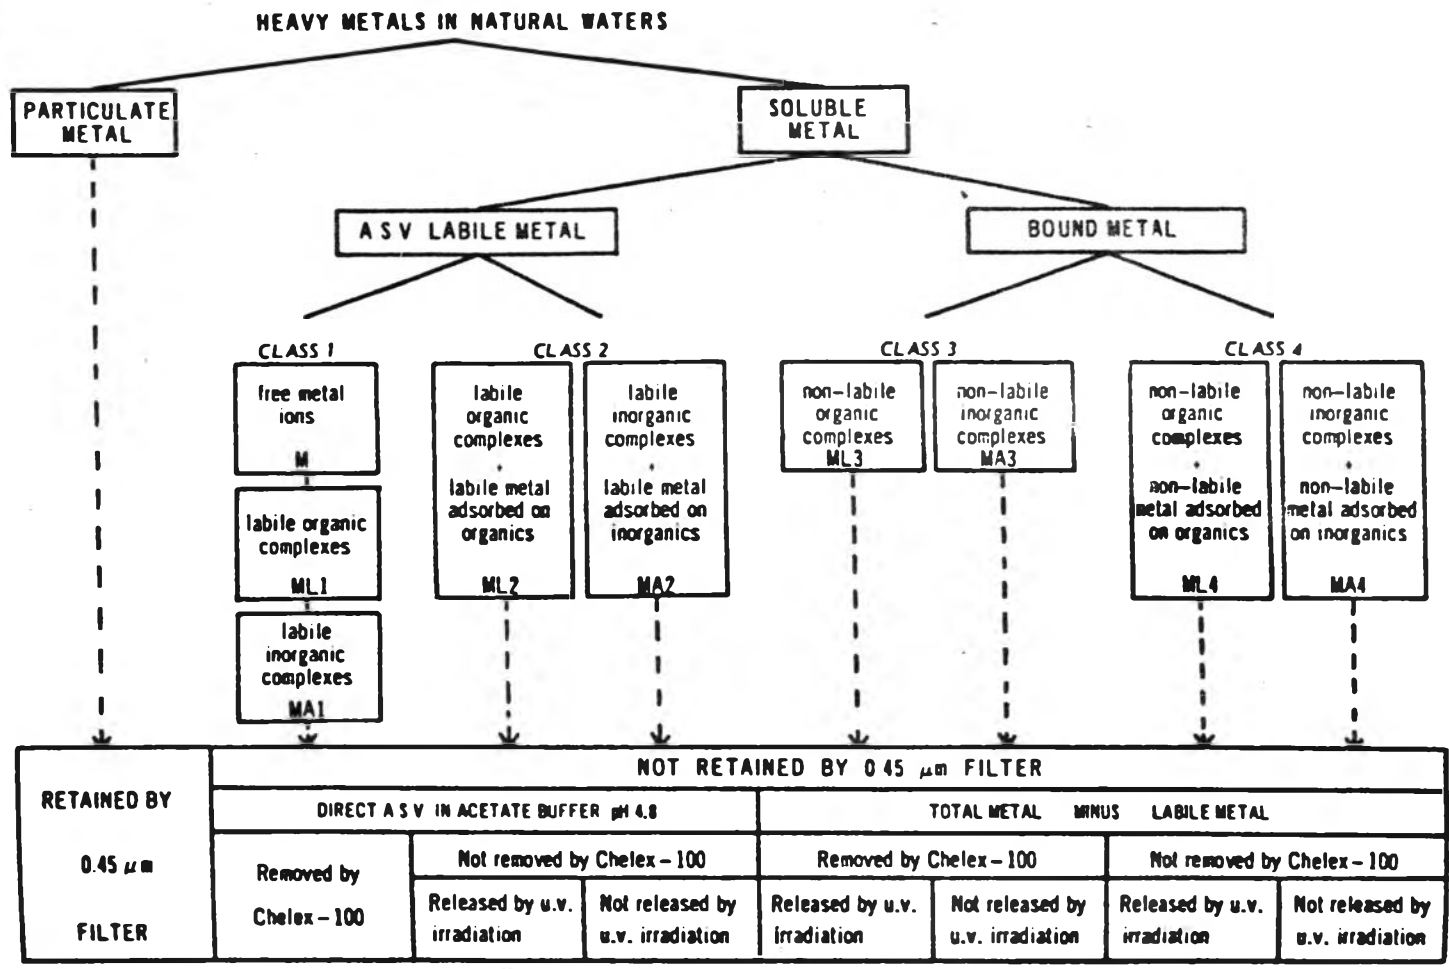 HEAVY METALS IN NATURAL WATERS
PARTICULATE
METAL
SOLUBLE
METAL
A S V LABILE METAL
BOUND METAL
CLASS 1
free metal
ions
M
labile organic
complexes
ML1
labile
inorganic
complexes
MA1
CLASS 2
labile
organic
complexes
+
labile metal
adsorbed on
organics
ML2
labile
inorganic
complexes
+
labile metal
adsorbed on
inorganics
MA2
CLASS 3
non-labile
organic
complexes
ML3
non-labile
inorganic
complexes
MA3
CLASS 4
non-labile
organic
complexes
+
non-labile
metal adsorbed
on organics
ML4
non-labile
inorganic
complexes
+
non-labile
metal adsorbed
on inorganics
MA4
RETAINED BY
0.45 µm
FILTER
NOT RETAINED BY 0 45 µm FILTER
DIRECT A S V IN ACETATE BUFFER pH 4.8
TOTAL METAL MINUS LABILE METAL
Removed by
Chelex-100
Not removed by Chelex-100
Removed by Chelex-100
Not removed by Chelex-100
Released by u.v.
irradiation
Not released by
u.v. irradiation
Released by u.v.
irradiation
Not released by
u.v. irradiation
Released by u.v.
irradiation
Not released by
u.v. irradiation